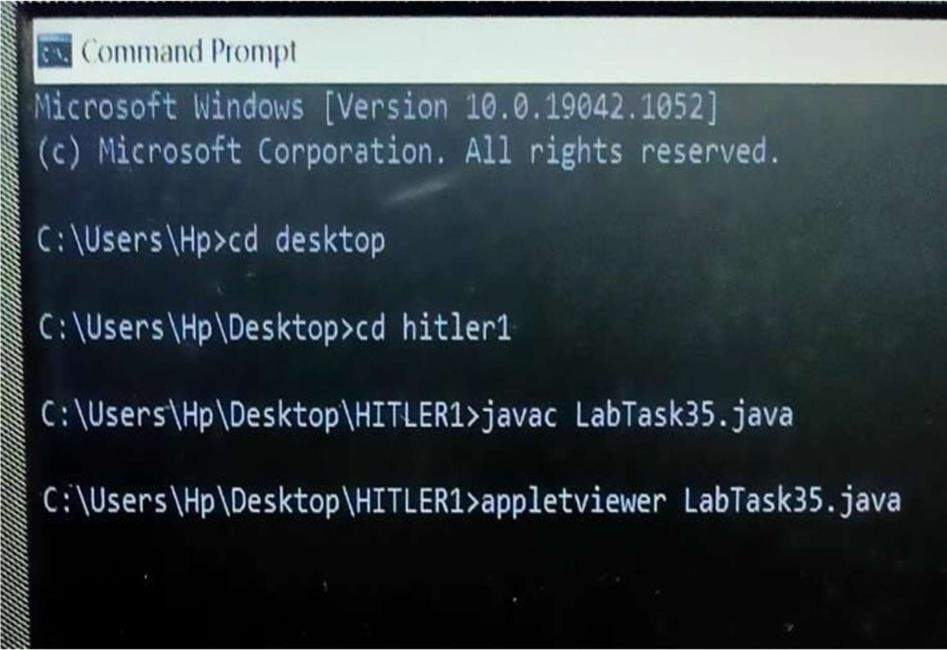 Command Prompt
Microsoft Windows [Version 10.0.19042.1052]
(c) Microsoft Corporation. All rights reserved.
C:\Users\Hp>cd desktop
C:\Users\Hp\Desktop>cd hitler1
C:\Users\Hp\Desktop\HITLER1>javac LabTask35.java
C:\Users\Hp\Desktop\HITLER1>appletviewer LabTask35.java